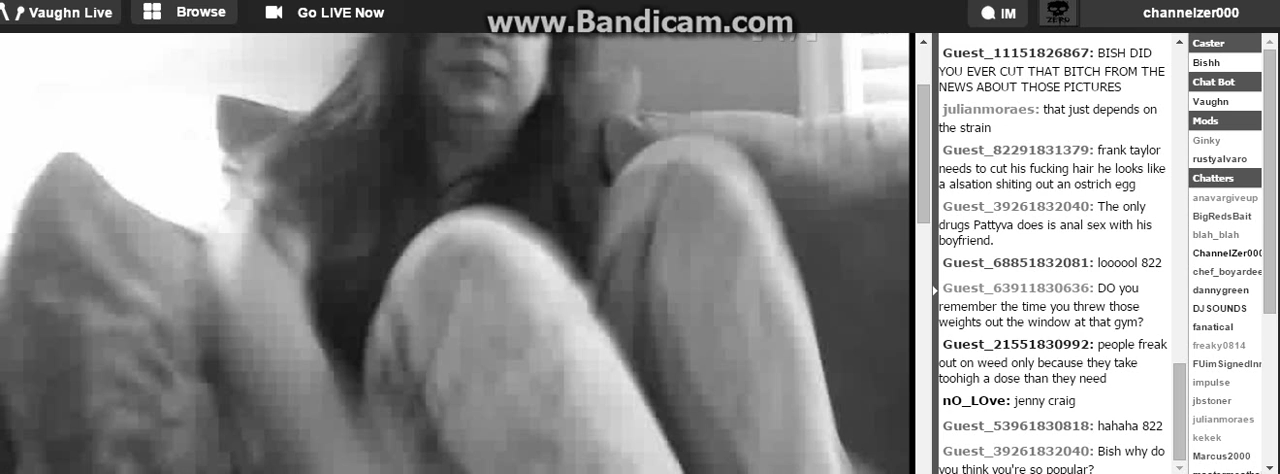 Vaughn Live Browse Go LIVE Now www.Bandicam.com IM ZERO channelzer000
Guest_11151826867: BISH DID
YOU EVER CUT THAT BITCH FROM THE
NEWS ABOUT THOSE PICTURES
julianmoraes: that just depends on
the strain
Guest_82291831379: frank taylor
needs to cut his fucking hair he looks like
a alsation shiting out an ostrich egg
Guest_39261832040: The only
drugs Pattyva does is anal sex with his
boyfriend.
Guest_68851832081: loooool 822
Guest_63911830636: DO you
remember the time you threw those
weights out the window at that gym?
Guest_21551830992: people freak
out on weed only because they take
toohigh a dose than they need
nO_LOve: jenny craig
Guest_53961830818: hahaha 822
Guest_39261832040: Bish why do
you think you're so popular?
Caster
Bishh
Chat Bot
Vaughn
Mods
Ginky
rustyalvaro
Chatters
anavargiveup
BigRedsBait
blah_blah
ChannelZer000
chef_boyardee
dannygreen
DJ SOUNDS
fanatical
freaky0814
FUimSignedInn
impulse
jbstoner
julianmoraes
kekek
Marcus2000